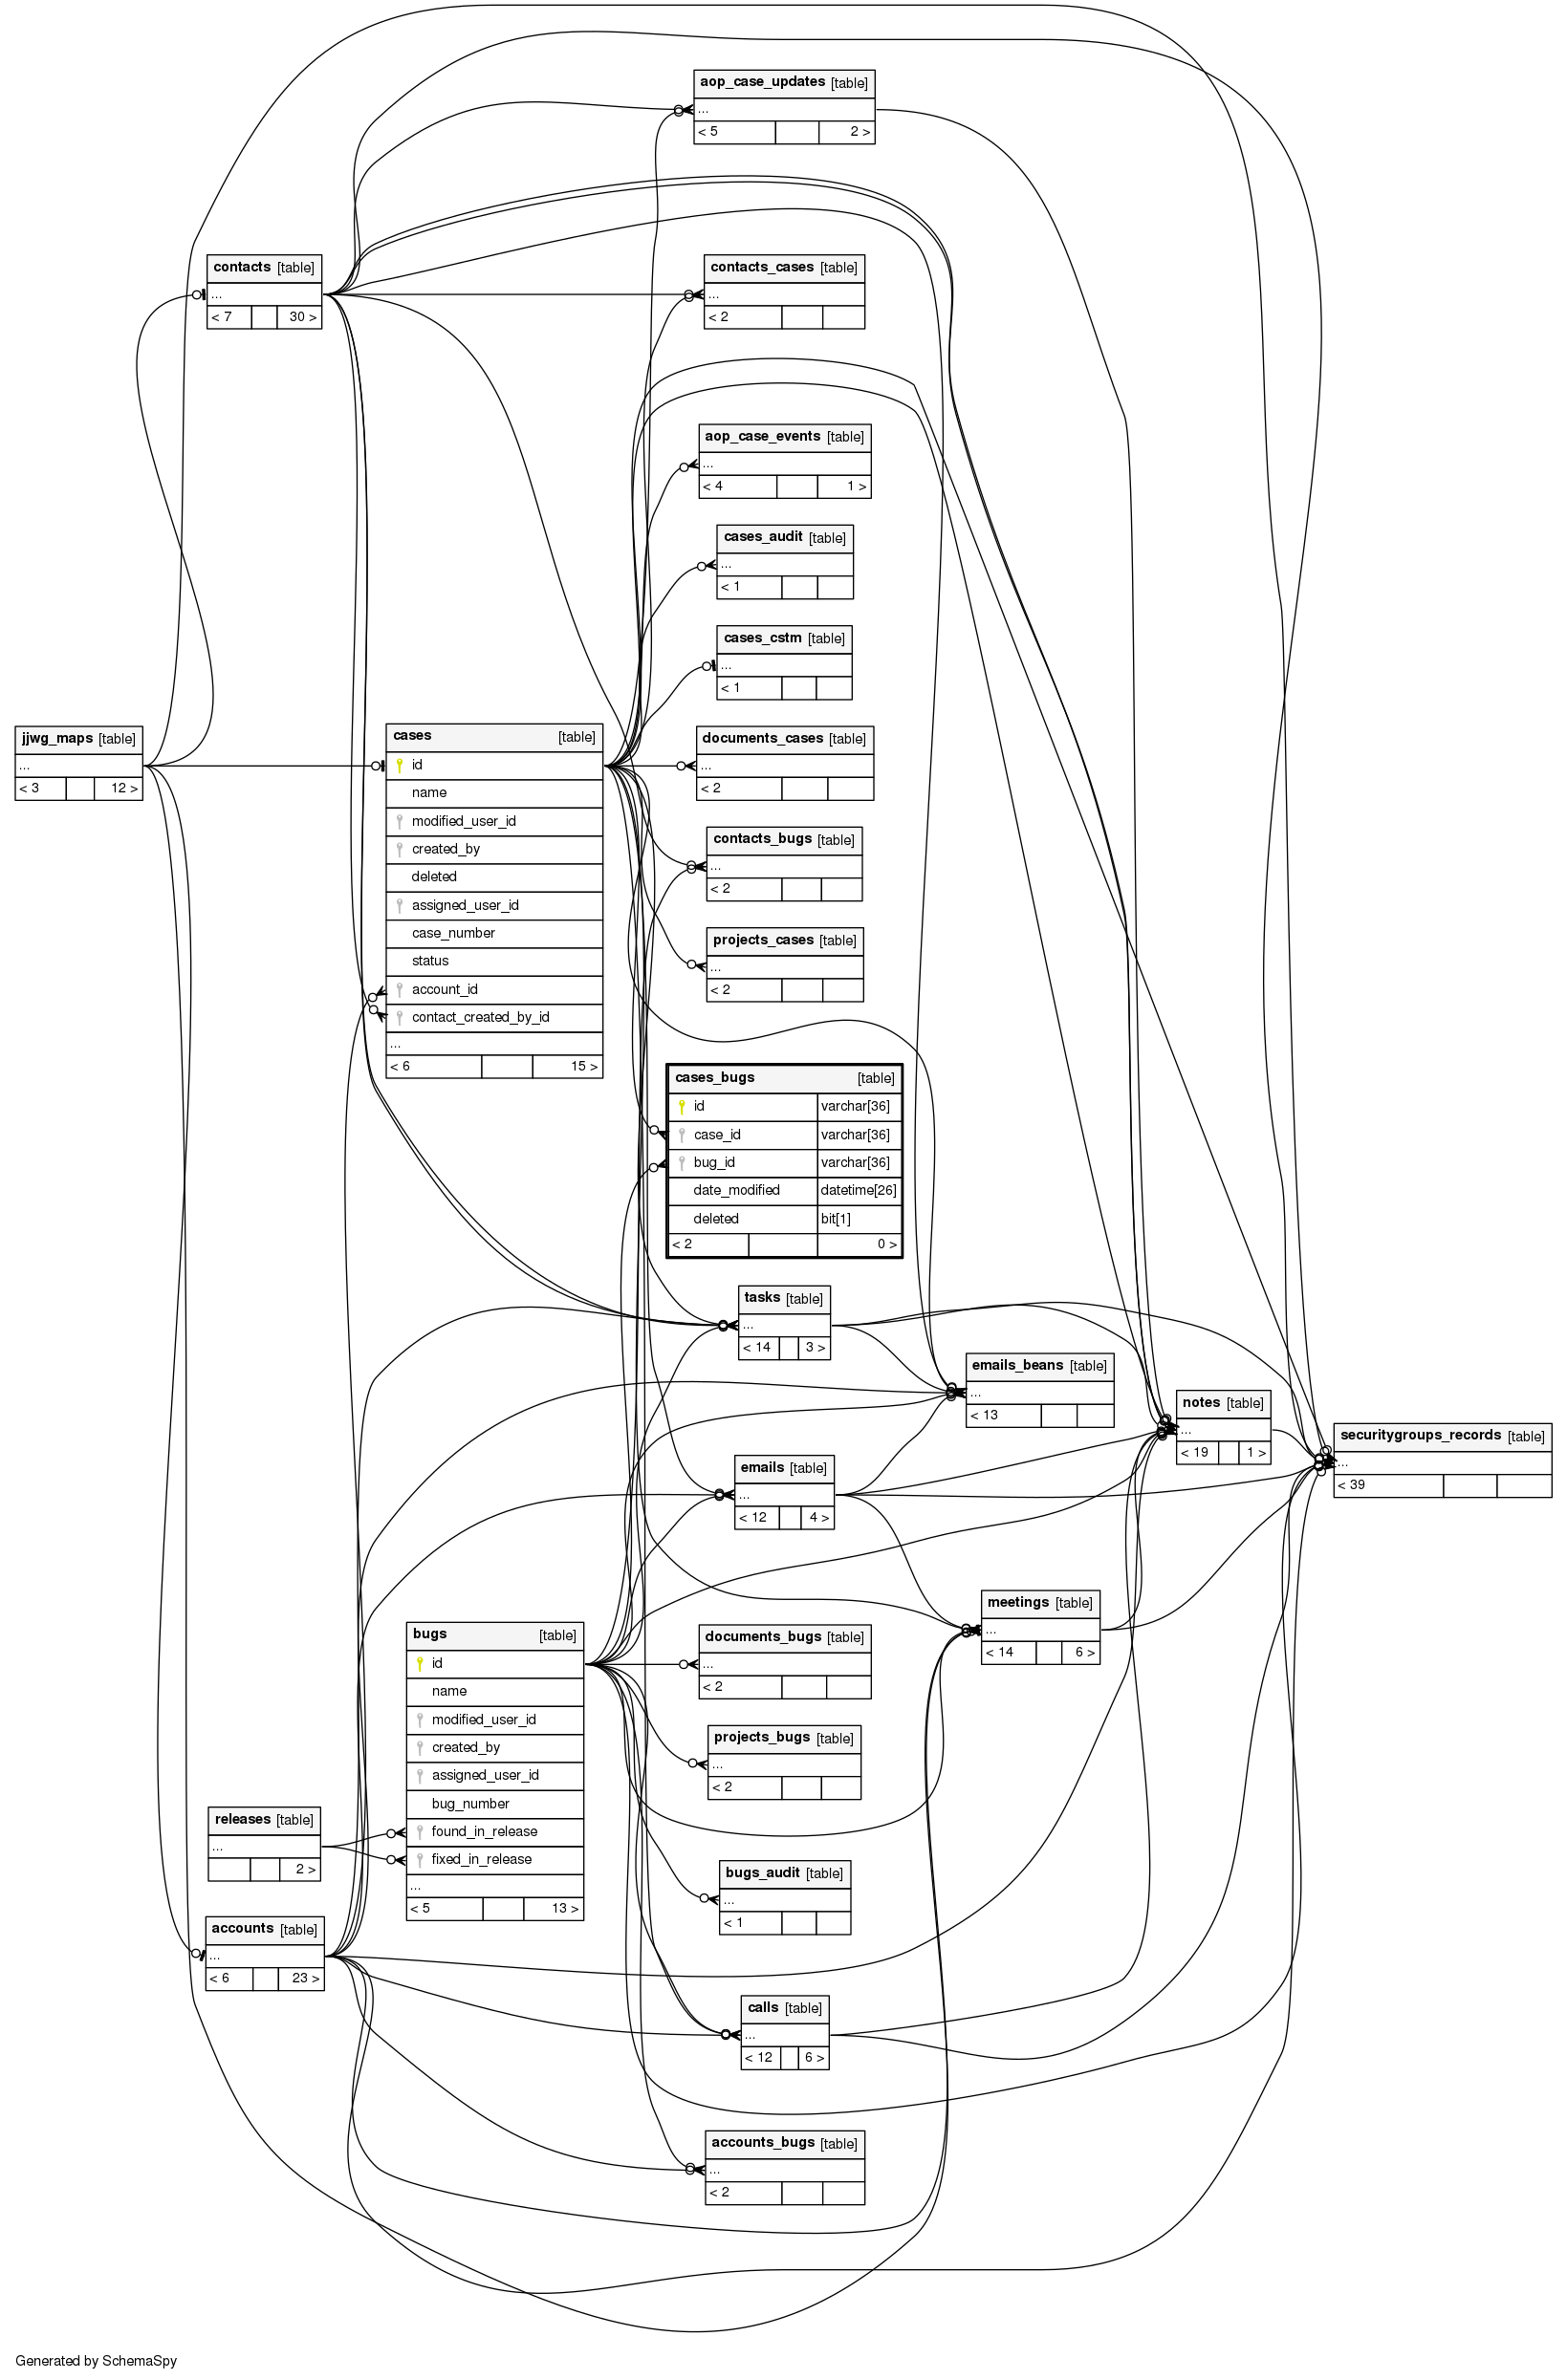 aop_case_updates [table]
...
< 5 2 >
contacts [table]
...
< 7 30 >
contacts_cases [table]
...
< 2
aop_case_events [table]
...
< 4 1 >
cases_audit [table]
...
< 1
cases_cstm [table]
...
< 1
jjwg_maps [table]
...
< 3 12 >
cases [table]
id
name
modified_user_id
created_by
deleted
assigned_user_id
case_number
status
account_id
contact_created_by_id
...
< 6 15 >
documents_cases [table]
...
< 2
contacts_bugs [table]
...
< 2
projects_cases [table]
...
< 2
cases_bugs [table]
id varchar[36]
case_id varchar[36]
bug_id varchar[36]
date_modified datetime[26]
deleted bit[1]
< 2 0 >
tasks [table]
...
< 14 3 >
emails_beans [table]
...
< 13
notes [table]
...
< 19 1 >
securitygroups_records [table]
...
< 39
emails [table]
...
< 12 4 >
meetings [table]
...
< 14 6 >
bugs [table]
id
name
modified_user_id
created_by
assigned_user_id
bug_number
found_in_release
fixed_in_release
...
< 5 13 >
documents_bugs [table]
...
< 2
projects_bugs [table]
...
< 2
releases [table]
...
2 >
bugs_audit [table]
...
< 1
accounts [table]
...
< 6 23 >
calls [table]
...
< 12 6 >
accounts_bugs [table]
...
< 2
Generated by SchemaSpy